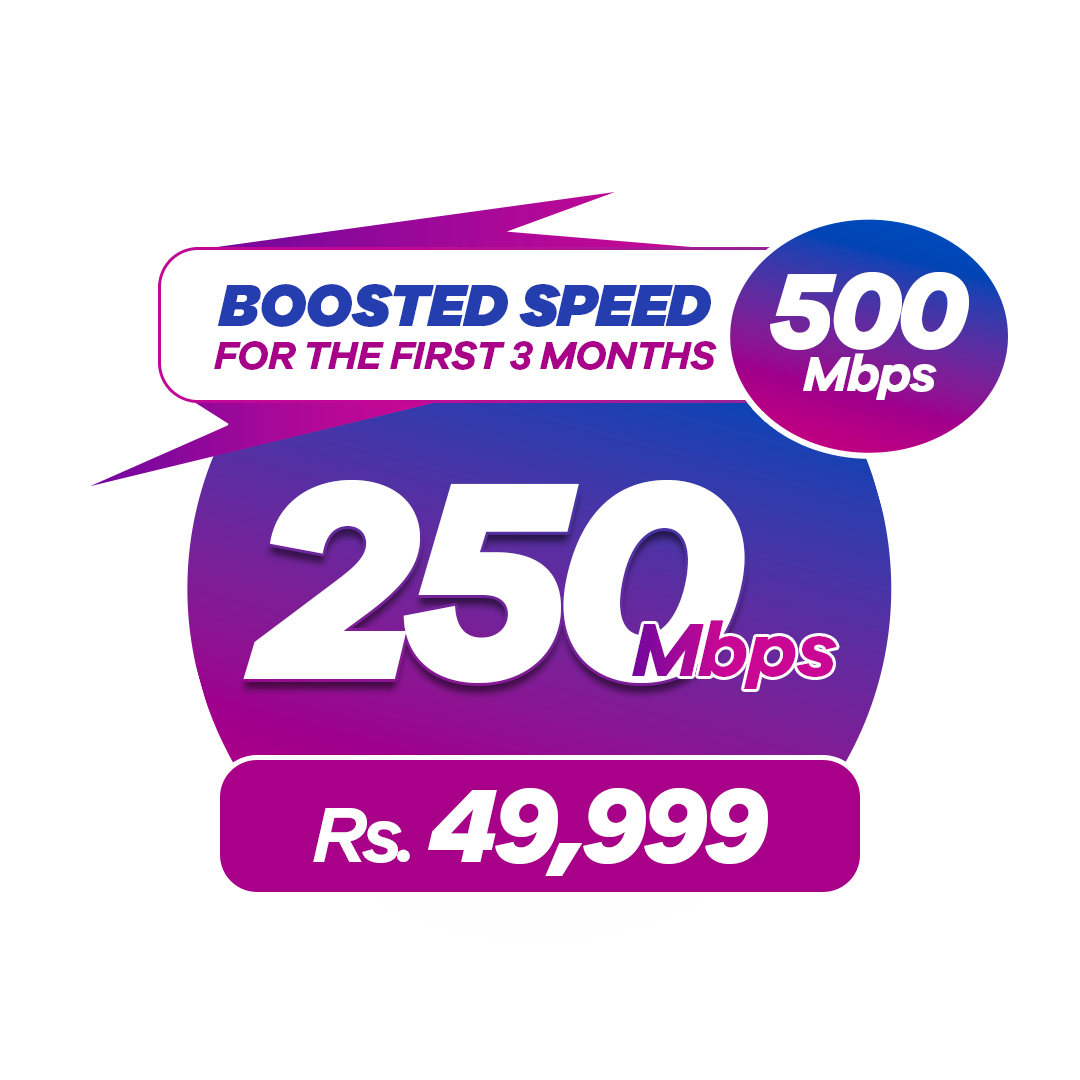 BOOSTED SPEED
FOR THE FIRST 3 MONTHS
500
Mbps
250
Mbps
Rs. 49,999